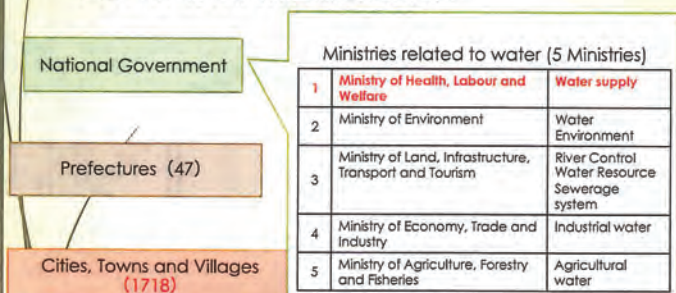 National Government
Prefectures (47)
Cities, Towns and Villages
(1718)
Ministries related to water (5 Ministries)
1 Ministry of Health, Labour and Welfare Water supply
2 Ministry of Environment Water Environment
3 Ministry of Land, Infrastructure, Transport and Tourism River Control Water Resource Sewerage system
4 Ministry of Economy, Trade and Industry Industrial water
5 Ministry of Agriculture, Forestry and Fisheries Agricultural water